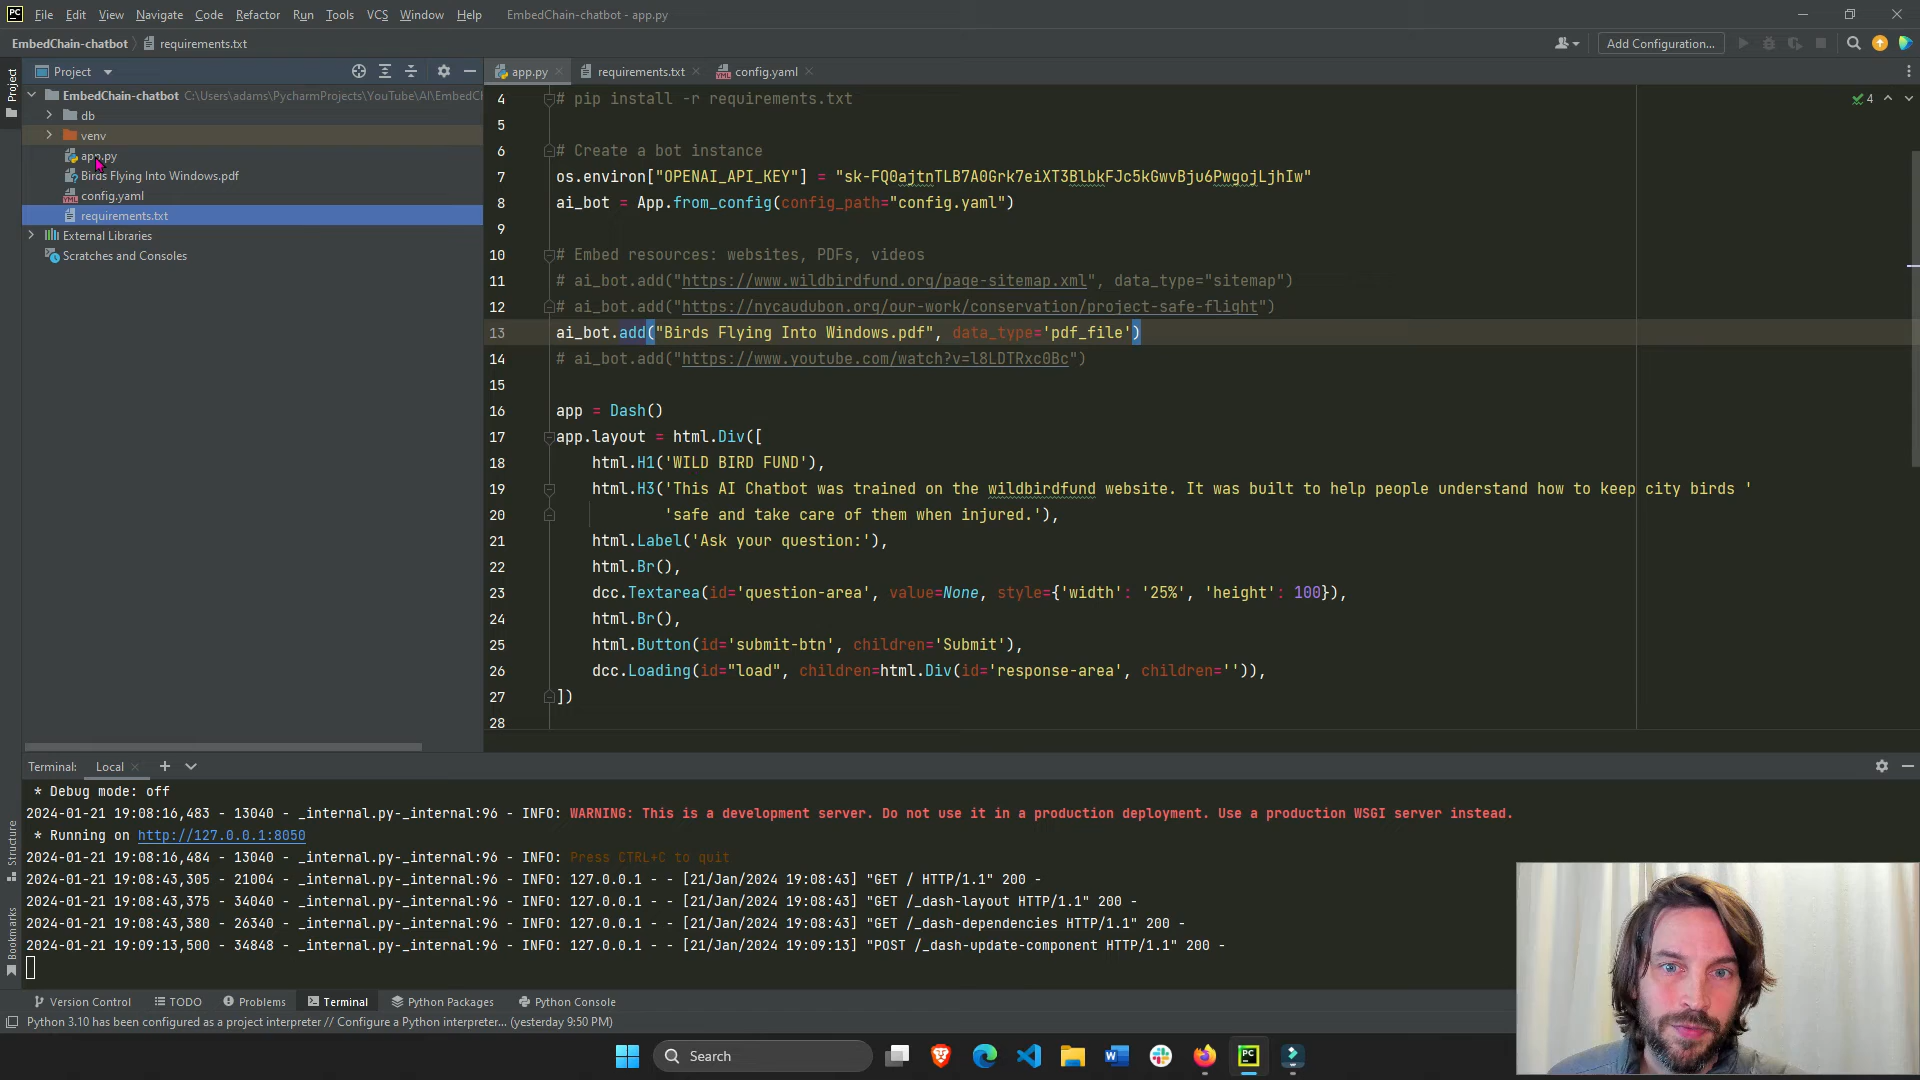 PC File Edit View Navigate Code Refactor Run Tools VCS Window Help EmbedChain-chatbot - app.py
EmbedChain-chatbot requirements.txt Add Configuration...
Project
Project
app.py requirements.txt config.yaml
EmbedChain-chatbot C:\Users\adams\PycharmProjects\YouTube\AI\EmbedCh
db
venv
app.py
Birds Flying Into Windows.pdf
config.yaml
requirements.txt
External Libraries
Scratches and Consoles
4
4 # pip install -r requirements.txt
5
6 # Create a bot instance
7 os.environ["OPENAI_API_KEY"] = "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"
8 ai_bot = App.from_config(config_path="config.yaml")
9
10 # Embed resources: websites, PDFs, videos
11 # ai_bot.add("https://www.wildbirdfund.org/page-sitemap.xml", data_type="sitemap")
12 # ai_bot.add("https://nycaudubon.org/our-work/conservation/project-safe-flight")
13 ai_bot.add("Birds Flying Into Windows.pdf", data_type='pdf_file')
14 # ai_bot.add("https://www.youtube.com/watch?v=l8LDTRxc0Bc")
15
16 app = Dash()
17 app.layout = html.Div([
18 html.H1('WILD BIRD FUND'),
19 html.H3('This AI Chatbot was trained on the wildbirdfund website. It was built to help people understand how to keep city birds '
20 'safe and take care of them when injured.'),
21 html.Label('Ask your question:'),
22 html.Br(),
23 dcc.Textarea(id='question-area', value=None, style={'width': '25%', 'height': 100}),
24 html.Br(),
25 html.Button(id='submit-btn', children='Submit'),
26 dcc.Loading(id="load", children=html.Div(id='response-area', children='')),
27 ])
28
Terminal: Local
* Debug mode: off
2024-01-21 19:08:16,483 - 13040 - _internal.py-_internal:96 - INFO: WARNING: This is a development server. Do not use it in a production deployment. Use a production WSGI server instead.
* Running on http://127.0.0.1:8050
2024-01-21 19:08:16,484 - 13040 - _internal.py-_internal:96 - INFO: Press CTRL+C to quit
2024-01-21 19:08:43,305 - 21004 - _internal.py-_internal:96 - INFO: 127.0.0.1 - - [21/Jan/2024 19:08:43] "GET / HTTP/1.1" 200 -
2024-01-21 19:08:43,375 - 34040 - _internal.py-_internal:96 - INFO: 127.0.0.1 - - [21/Jan/2024 19:08:43] "GET /_dash-layout HTTP/1.1" 200 -
2024-01-21 19:08:43,380 - 26340 - _internal.py-_internal:96 - INFO: 127.0.0.1 - - [21/Jan/2024 19:08:43] "GET /_dash-dependencies HTTP/1.1" 200 -
2024-01-21 19:09:13,500 - 34848 - _internal.py-_internal:96 - INFO: 127.0.0.1 - - [21/Jan/2024 19:09:13] "POST /_dash-update-component HTTP/1.1" 200 -
Structure
Bookmarks
Version Control TODO Problems Terminal Python Packages Python Console
Python 3.10 has been configured as a project interpreter // Configure a Python interpreter... (yesterday 9:50 PM)
Search
PC